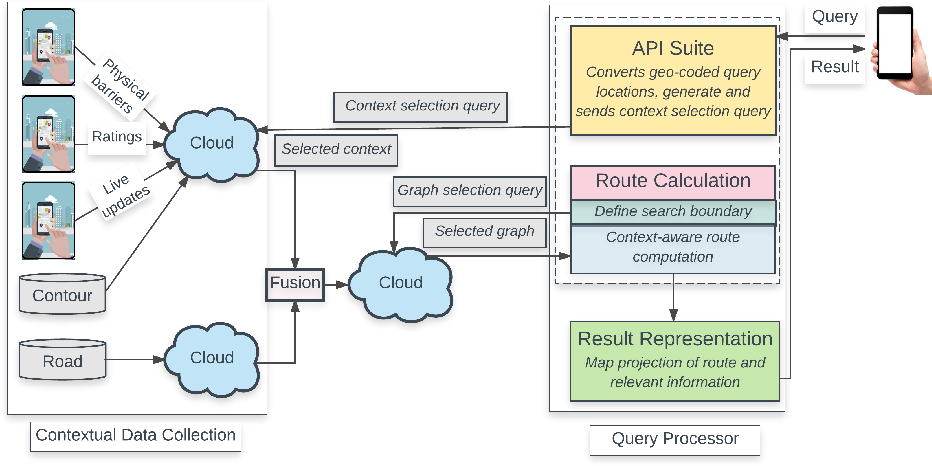 Physical
barriers
Ratings
Live
updates
Cloud
Contour
Road
Cloud
Contextual Data Collection
Context selection query
Selected context
Graph selection query
Selected graph
Fusion
Cloud
API Suite
Converts geo-coded query
locations, generate and
sends context selection query
Route Calculation
Define search boundary
Context-aware route
computation
Result Representation
Map projection of route and
relevant information
Query Processor
Query
Result